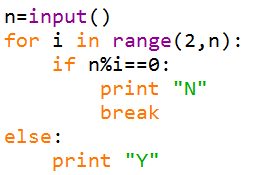 n=input()
for i in range(2,n):
    if n%i==0:
        print "N"
        break
else:
    print "Y"